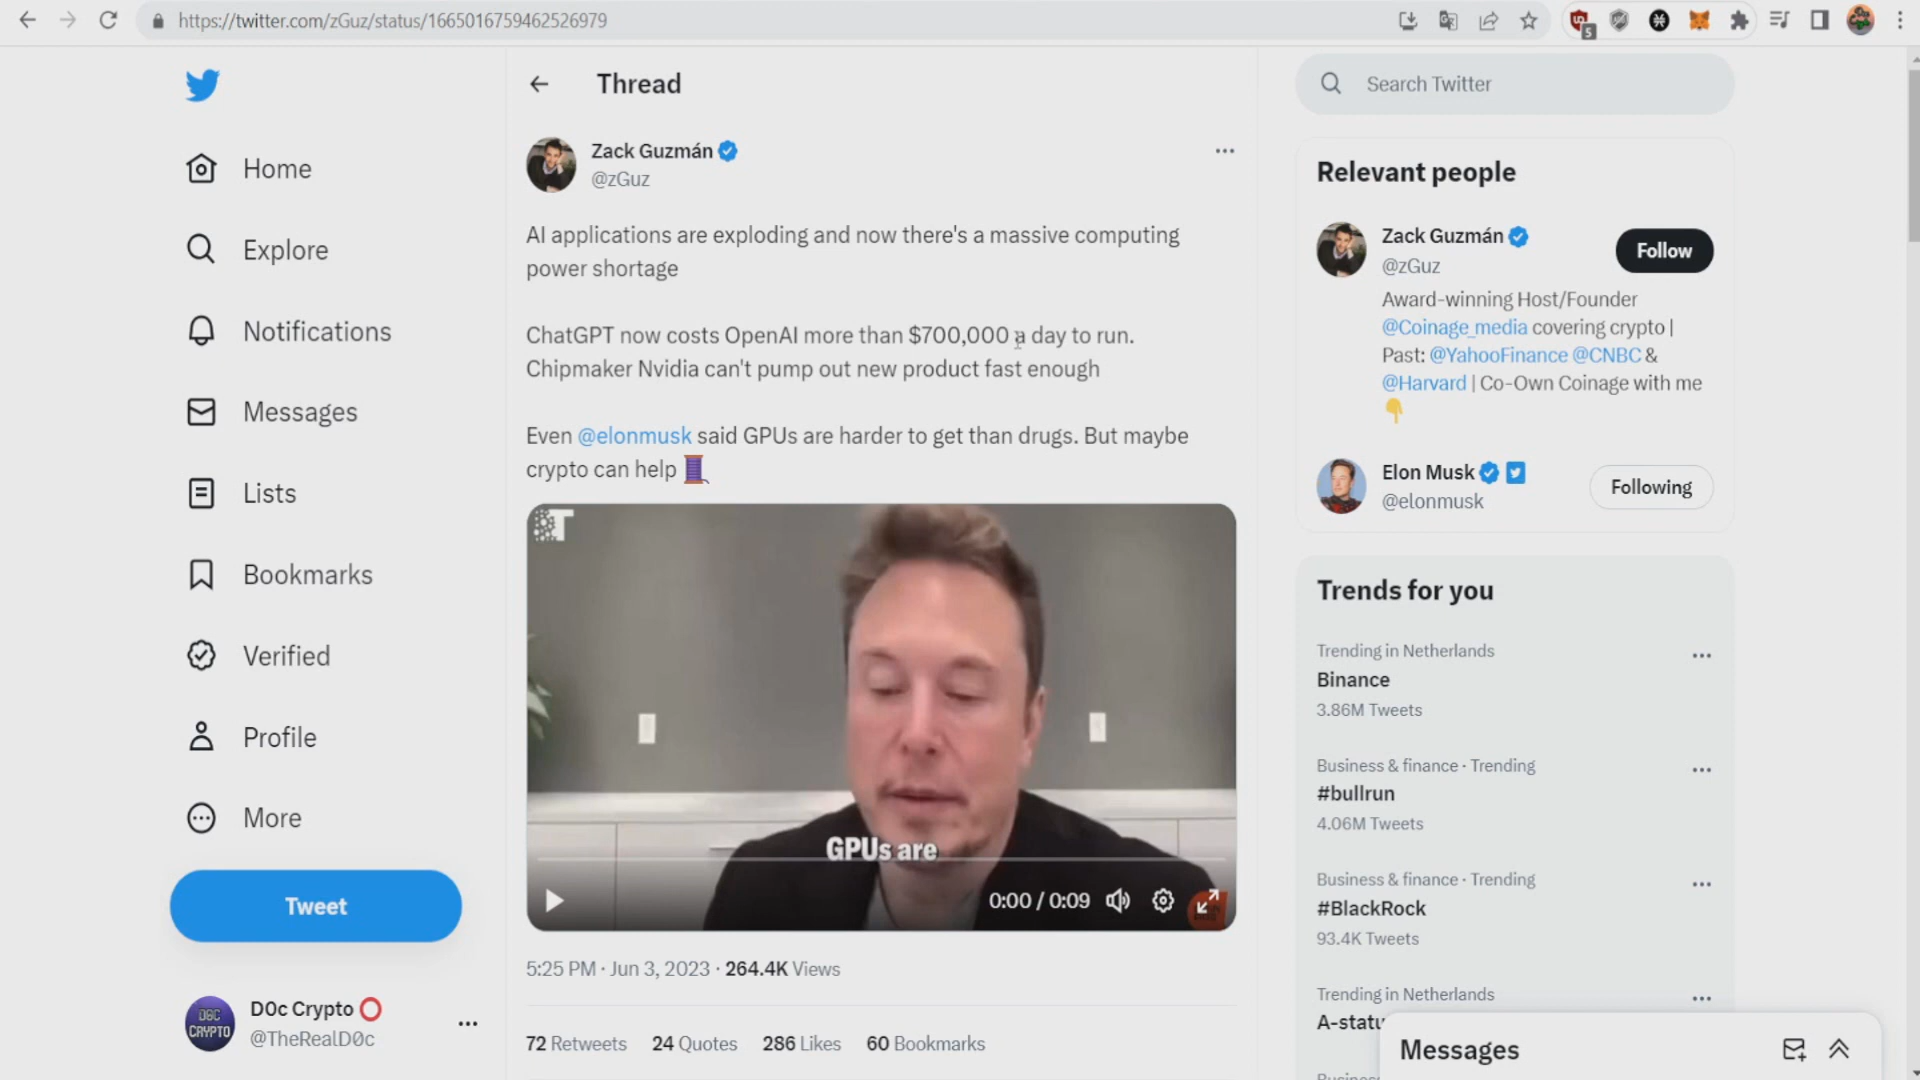 https://twitter.com/zGuz/status/1665016759462526979
5
Home
Explore
Notifications
Messages
Lists
Bookmarks
Verified
Profile
More
Tweet
D0c Crypto
@TheRealD0c
D0C
CRYPTO
Thread
Zack Guzmán
@zGuz
AI applications are exploding and now there's a massive computing
power shortage
ChatGPT now costs OpenAI more than $700,000 a day to run.
Chipmaker Nvidia can't pump out new product fast enough
Even @elonmusk said GPUs are harder to get than drugs. But maybe
crypto can help
T
GPUs are
0:00 / 0:09
5:25 PM · Jun 3, 2023 · 264.4K Views
72 Retweets 24 Quotes 286 Likes 60 Bookmarks
Search Twitter
Relevant people
Zack Guzmán
@zGuz
Follow
Award-winning Host/Founder
@Coinage_media covering crypto |
Past: @YahooFinance @CNBC &
@Harvard | Co-Own Coinage with me
Elon Musk
@elonmusk
Following
Trends for you
Trending in Netherlands
Binance
3.86M Tweets
Business & finance · Trending
#bullrun
4.06M Tweets
Business & finance · Trending
#BlackRock
93.4K Tweets
Trending in Netherlands
A-statu
Messages